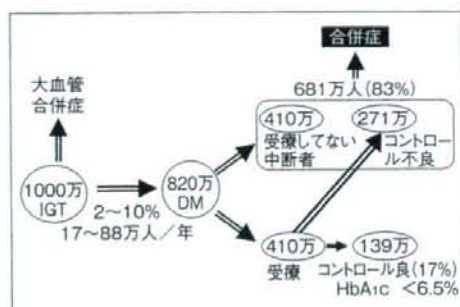 合併症
681万人(83%)
大血管
合併症
410万
271万
受療してない
中断者
コントロール
ル不良
1000万
IGT
2〜10%
17〜88万人/年
820万
DM
410万
受療
139万
コントロール良(17%)
HbA1c <6.5%